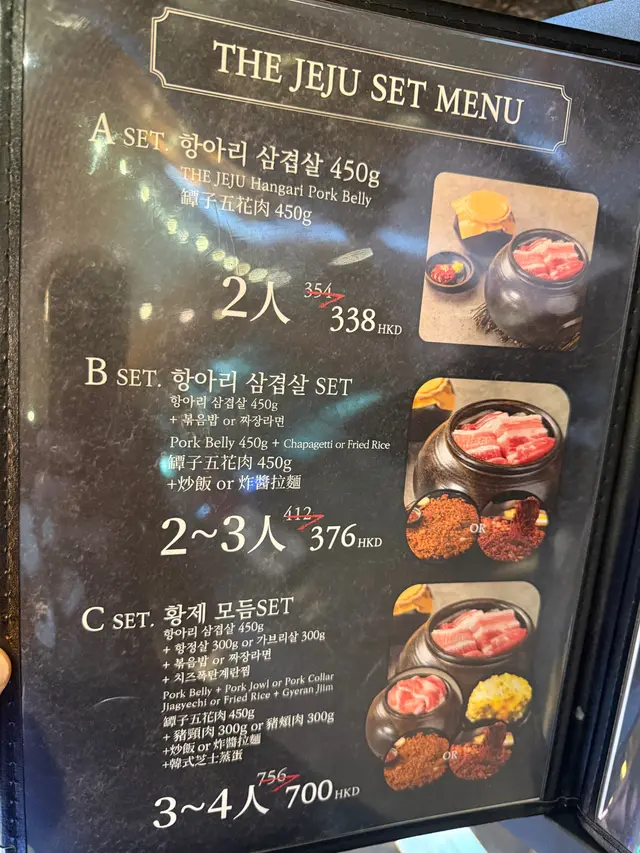 THE JEJU SET MENU
A SET. 항아리 삼겹살 450g
THE JEJU Hangari Pork Belly
罈子五花肉 450g
2人 354 338 HKD
B SET. 항아리 삼겹살 SET
항아리 삼겹살 450g
+ 볶음밥 or 짜장라면
Pork Belly 450g + Chapagetti or Fried Rice
罈子五花肉 450g
+炒飯 or 炸醬拉麵
OR
2~3人 412 376 HKD
C SET. 황제 모듬SET
항아리 삼겹살 450g
+ 항정살 300g or 가브리살 300g
+ 볶음밥 or 짜장라면
+ 치즈폭탄계란찜
Pork Belly + Pork Jowl or Pork Collar
Jjagyechi or Fried Rice + Gyeran Jjim
罈子五花肉 450g
+ 豬頸肉 300g or 豬頰肉 300g
+炒飯 or 炸醬拉麵
+韓式芝士蒸蛋
OR
3~4人 756 700 HKD